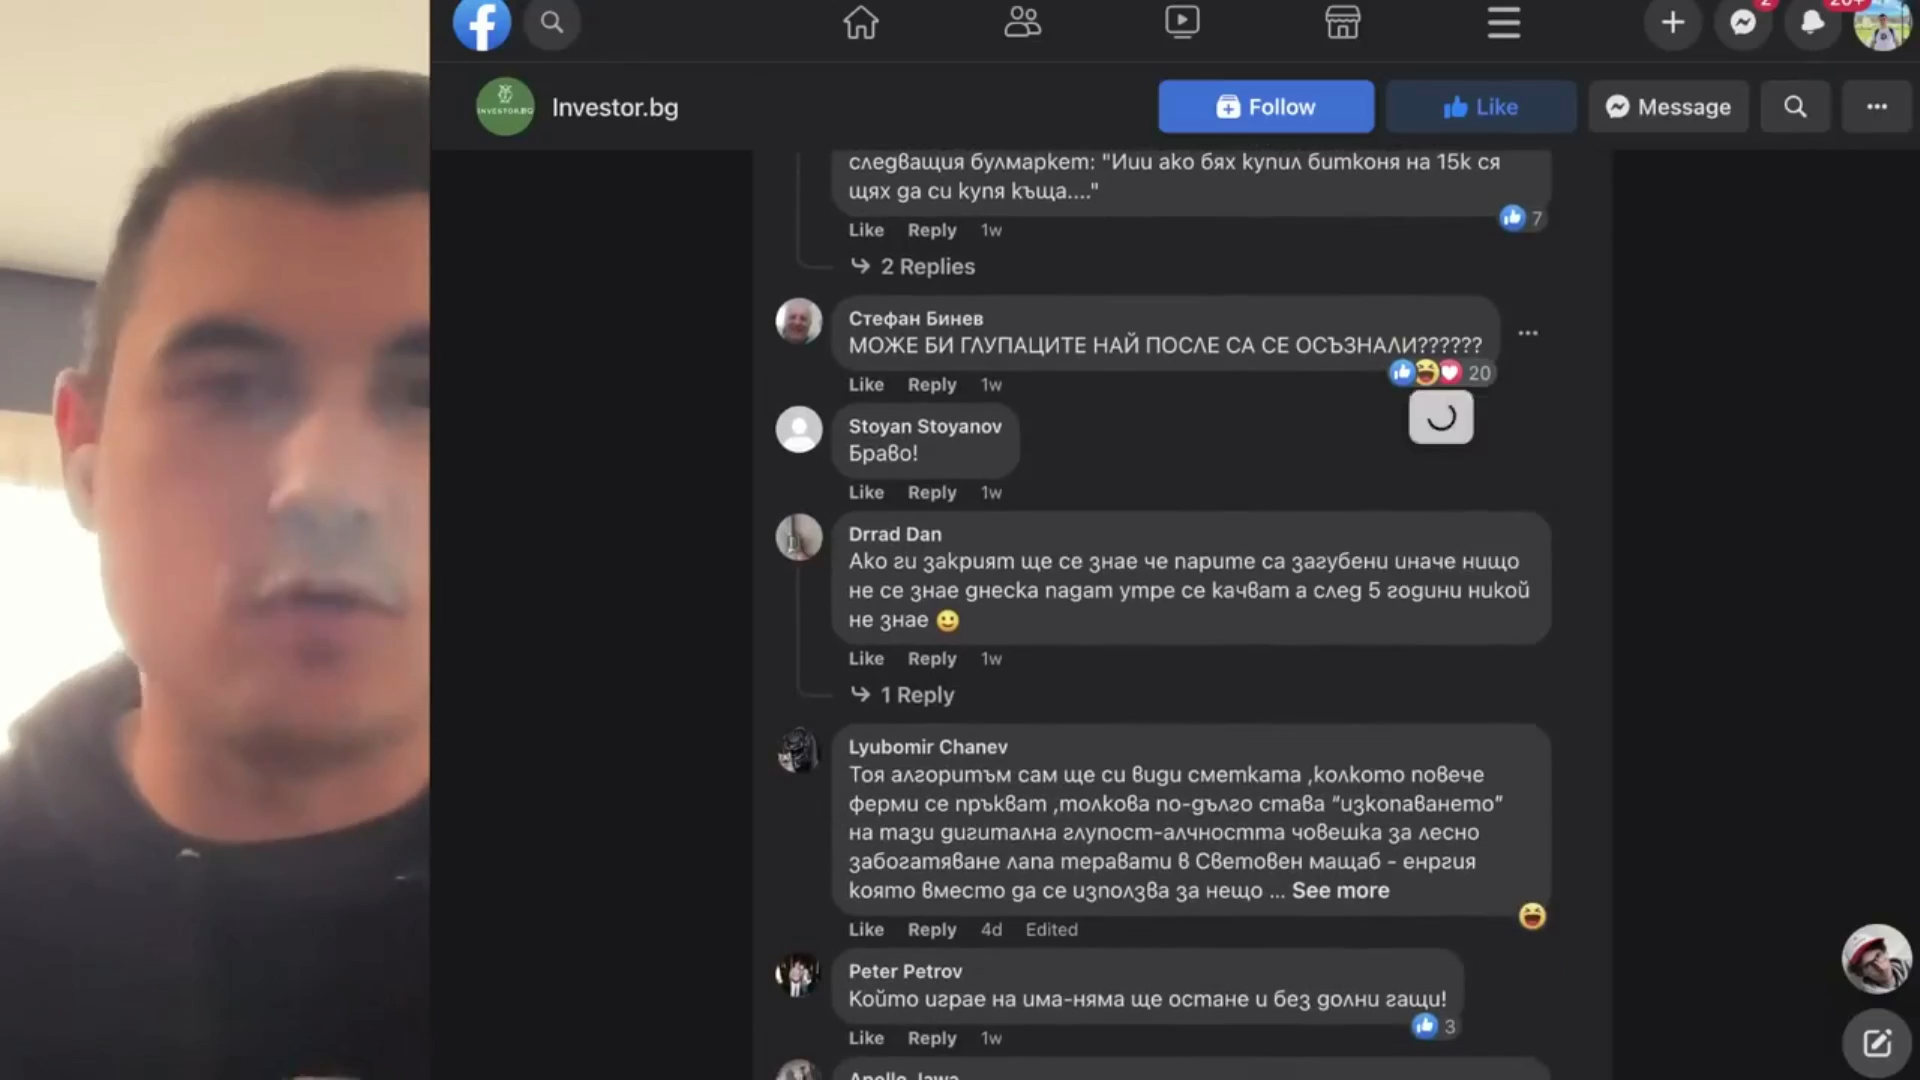 2
20+
INVESTOR.BG
Investor.bg
Follow
Like
Message
следващия булмаркет: "Иии ако бях купил битконя на 15k ся
щях да си купя къща...."
7
Like Reply 1w
2 Replies
Стефан Бинев
МОЖЕ БИ ГЛУПАЦИТЕ НАЙ ПОСЛЕ СА СЕ ОСЪЗНАЛИ??????
20
Like Reply 1w
Stoyan Stoyanov
Браво!
Like Reply 1w
Drrad Dan
Ако ги закрият ще се знае че парите са загубени иначе нищо
не се знае днеска падат утре се качват а след 5 години никой
не знае 🙂
Like Reply 1w
1 Reply
Lyubomir Chanev
Тоя алгоритъм сам ще си види сметката ,колкото повече
ферми се пръкват ,толкова по-дълго става "изкопаването"
на тази дигитална глупост-алчността човешка за лесно
забогатяване лапа теравати в Световен мащаб - енргия
която вместо да се използва за нещо ... See more
Like Reply 4d Edited
Peter Petrov
Който играе на има-няма ще остане и без долни гащи!
3
Like Reply 1w
Apollo Jawa